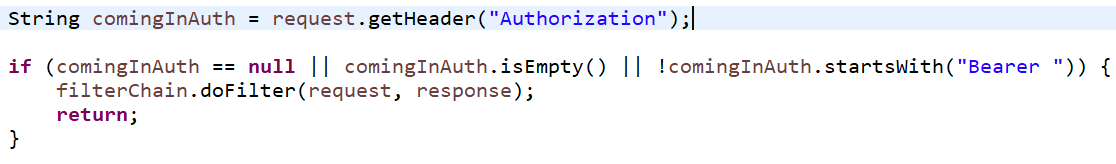 String comingInAuth = request.getHeader("Authorization");
if (comingInAuth == null || comingInAuth.isEmpty() || !comingInAuth.startsWith("Bearer ")) {
    filterChain.doFilter(request, response);
    return;
}